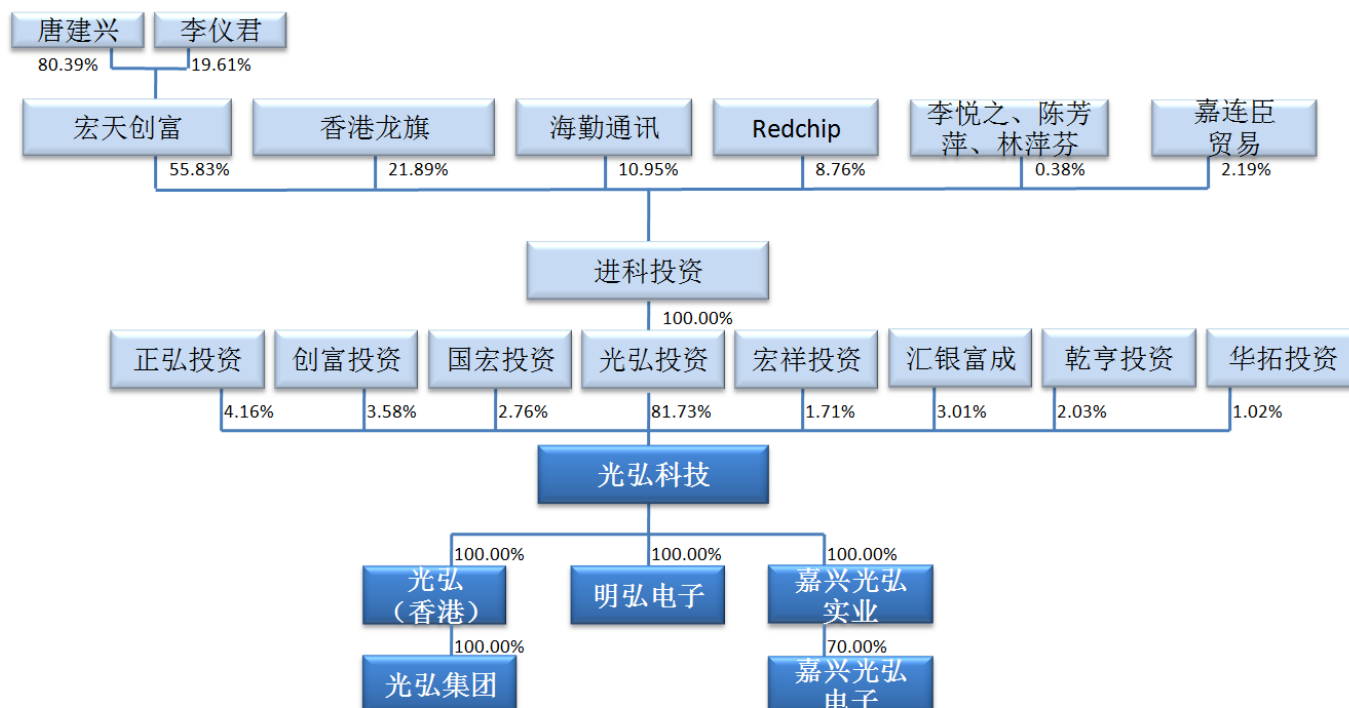 唐建兴
李仪君
80.39%
19.61%
宏天创富
香港龙旗
海勤通讯
Redchip
李悦之、陈芳
萍、林萍芬
嘉连臣
贸易
55.83%
21.89%
10.95%
8.76%
0.38%
2.19%
进科投资
100.00%
正弘投资
创富投资
国宏投资
光弘投资
宏祥投资
汇银富成
乾亨投资
华拓投资
4.16%
3.58%
2.76%
81.73%
1.71%
3.01%
2.03%
1.02%
光弘科技
100.00%
100.00%
100.00%
光弘
（香港）
明弘电子
嘉兴光弘
实业
100.00%
70.00%
光弘集团
嘉兴光弘
电子